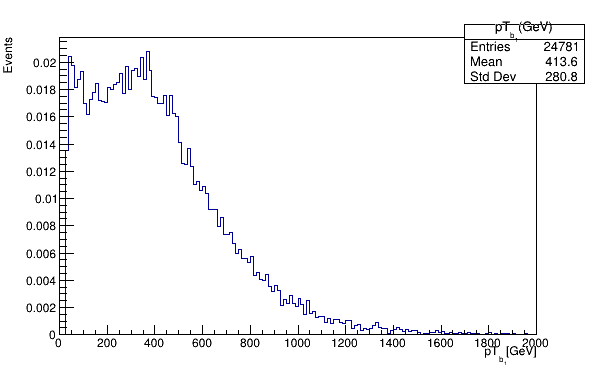 pT_b_1 (GeV)
Entries 24781
Mean 413.6
Std Dev 280.8
Events
0.02
0.018
0.016
0.014
0.012
0.01
0.008
0.006
0.004
0.002
0
0 200 400 600 800 1000 1200 1400 1600 1800 2000
pT_b_1 [GeV]